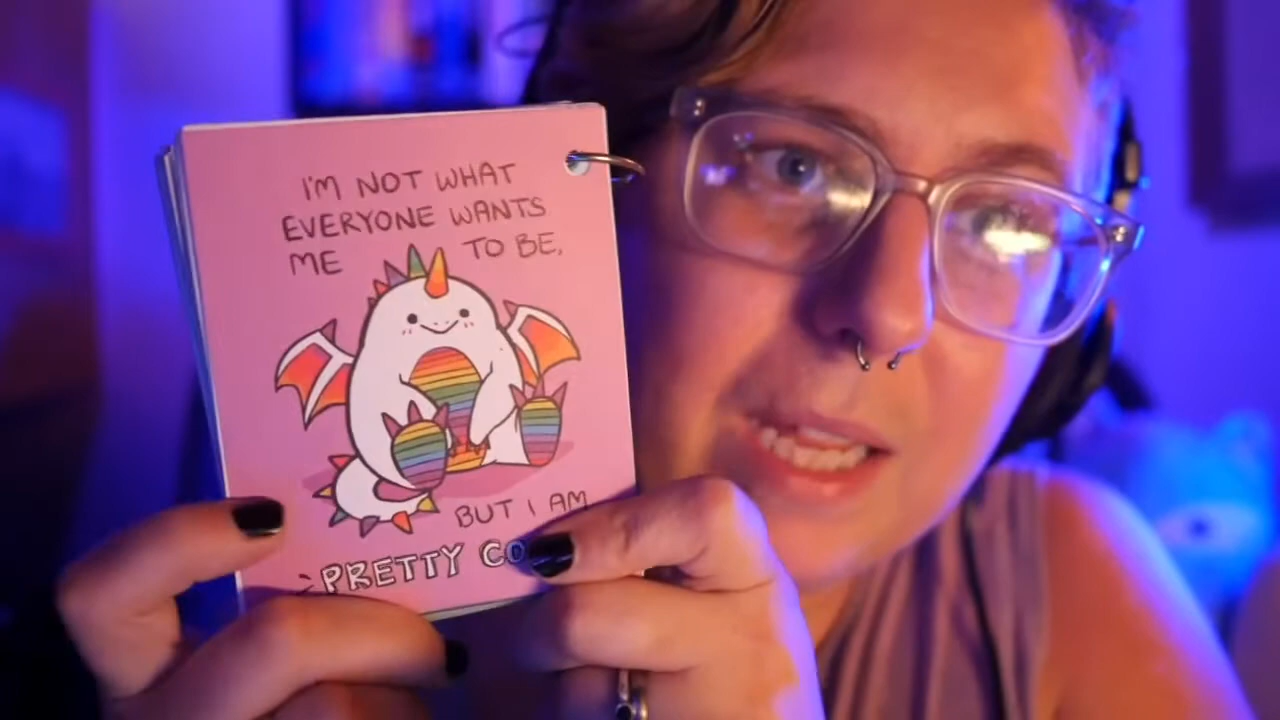 I'M NOT WHAT
EVERYONE WANTS
ME TO BE,
BUT I AM
PRETTY